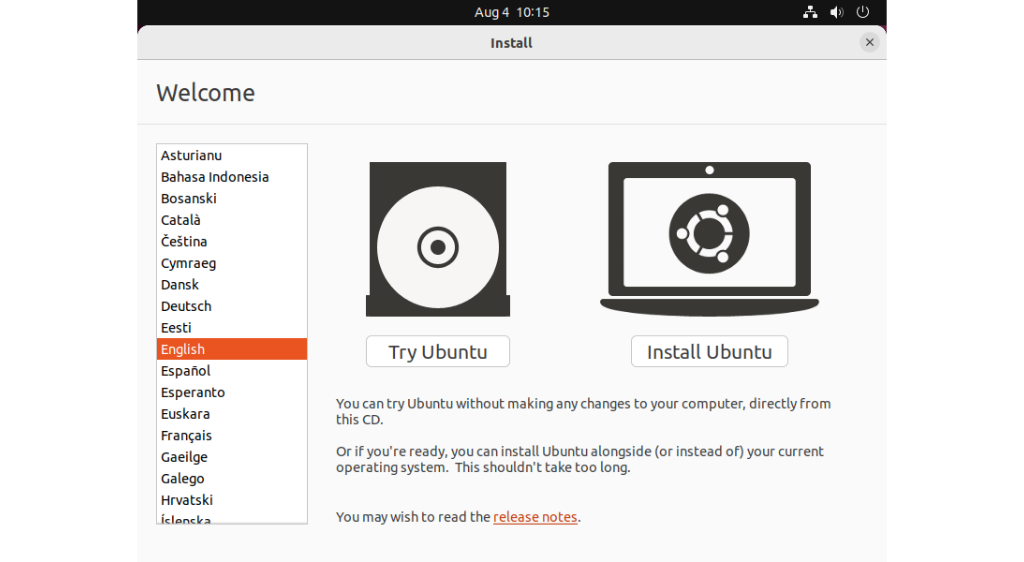 Aug 4 10:15
Install
Welcome
Asturianu
Bahasa Indonesia
Bosanski
Català
Čeština
Cymraeg
Dansk
Deutsch
Eesti
English
Español
Esperanto
Euskara
Français
Gaeilge
Galego
Hrvatski
Íslenska
Try Ubuntu
Install Ubuntu
You can try Ubuntu without making any changes to your computer, directly from
this CD.
Or if you're ready, you can install Ubuntu alongside (or instead of) your current
operating system. This shouldn't take too long.
You may wish to read the release notes.